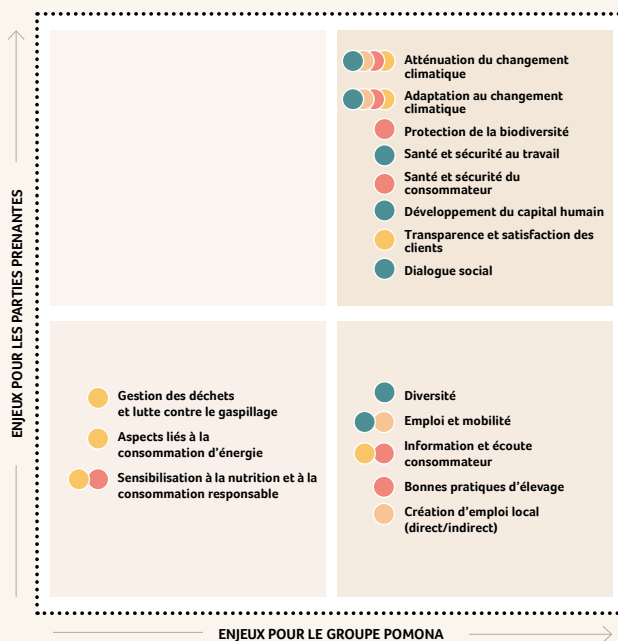 ENJEUX POUR LES PARTIES PRENANTES
Atténuation du changement
climatique
Adaptation au changement
climatique
Protection de la biodiversité
Santé et sécurité au travail
Santé et sécurité du
consommateur
Développement du capital humain
Transparence et satisfaction des
clients
Dialogue social
Gestion des déchets
et lutte contre le gaspillage
Aspects liés à la
consommation d'énergie
Sensibilisation à la nutrition et à la
consommation responsable
Diversité
Emploi et mobilité
Information et écoute
consommateur
Bonnes pratiques d'élevage
Création d'emploi local
(direct/indirect)
ENJEUX POUR LE GROUPE POMONA